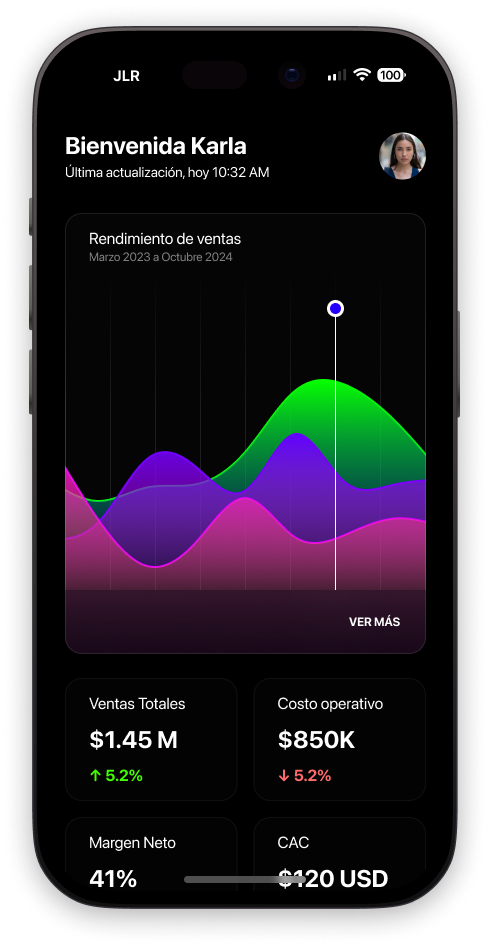 JLR
100
Bienvenida Karla
Última actualización, hoy 10:32 AM
Rendimiento de ventas
Marzo 2023 a Octubre 2024
VER MÁS
Ventas Totales
$1.45 M
↑ 5.2%
Costo operativo
$850K
↓ 5.2%
Margen Neto
41%
CAC
$120 USD